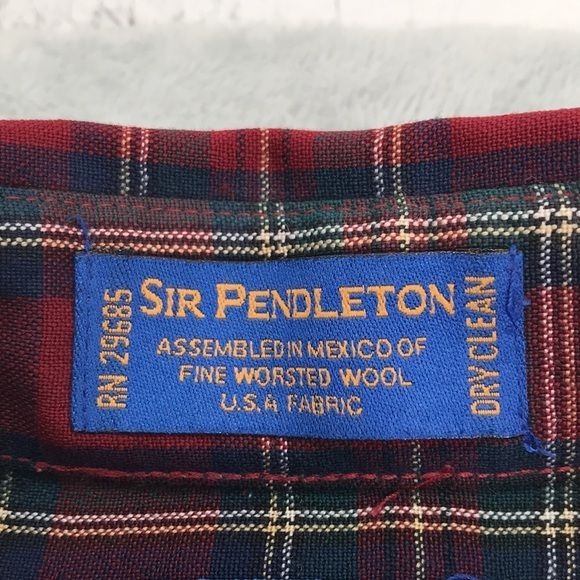 RN 29685
SIR PENDLETON
ASSEMBLED IN MEXICO OF
FINE WORSTED WOOL
U.S.A FABRIC
DRY CLEAN